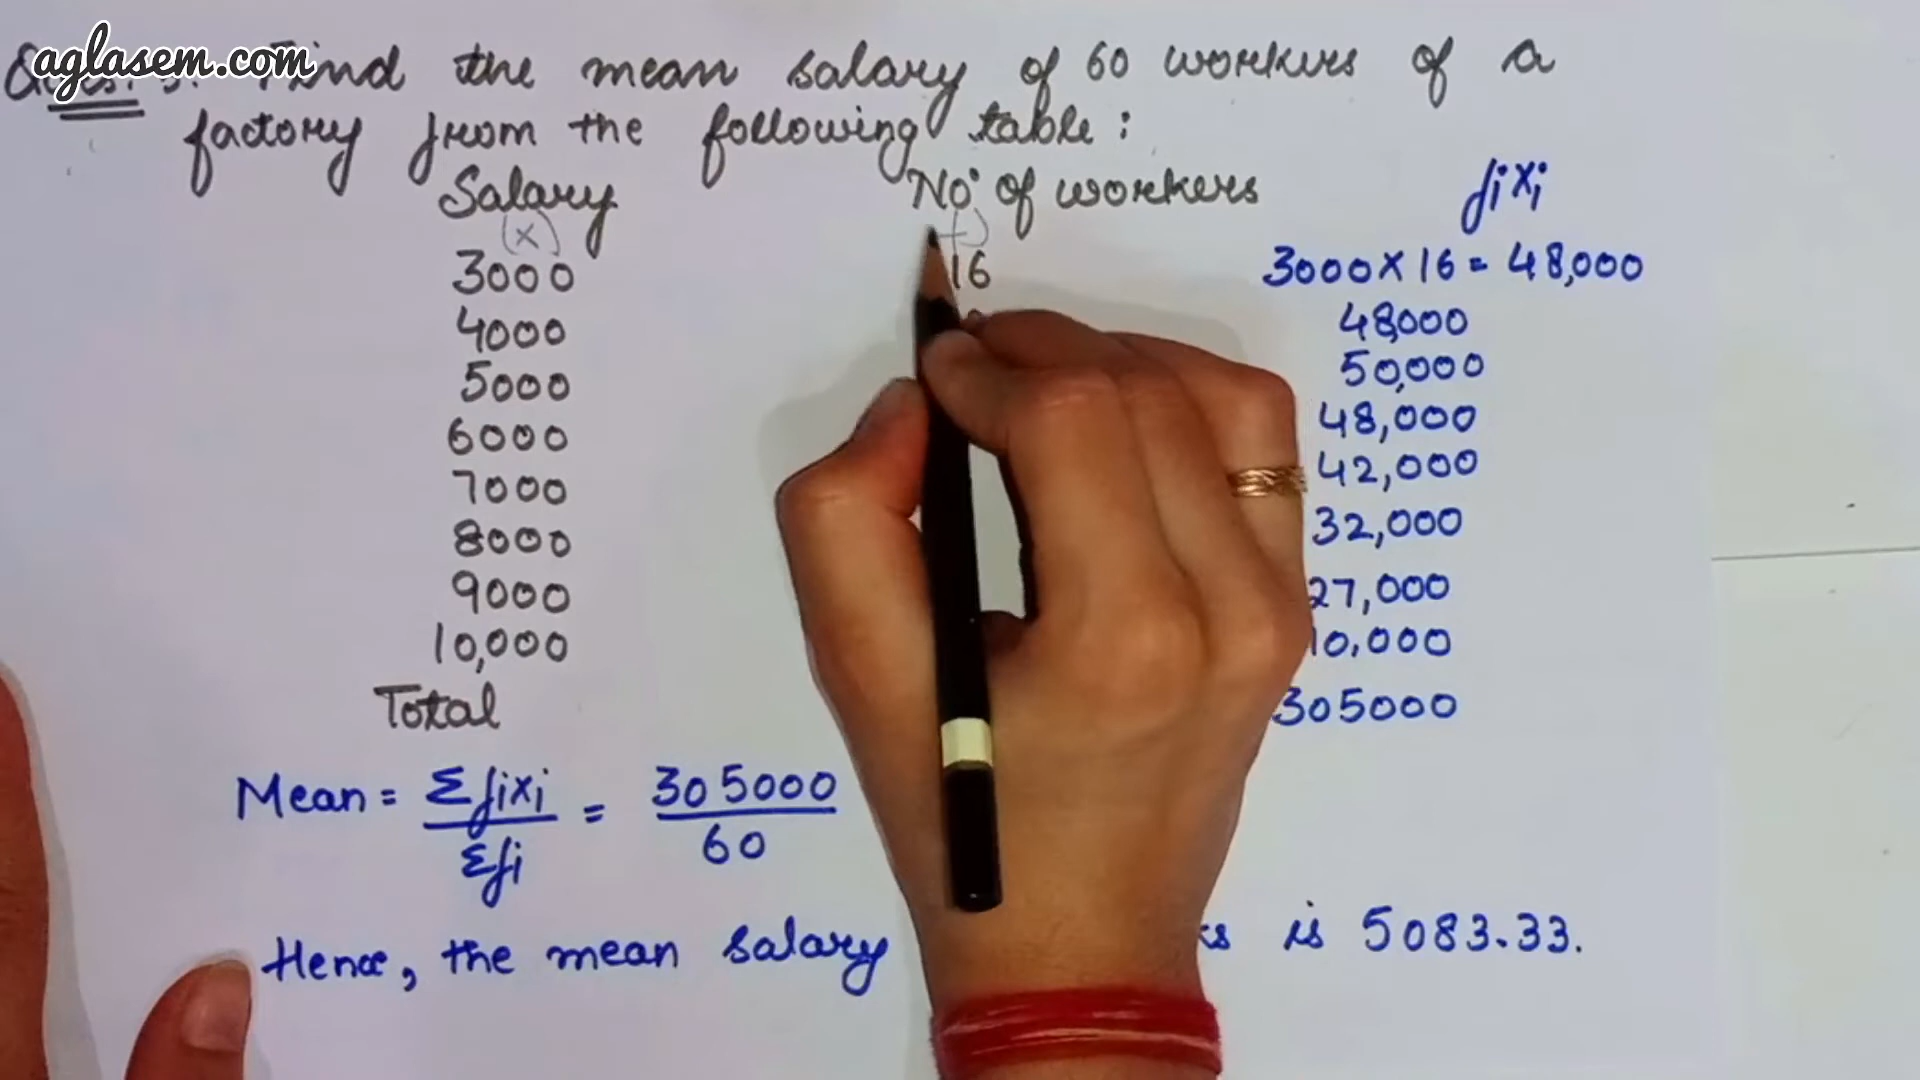 aglasem.com
Find the mean salary of 60 workers of a
factory from the following table:
Salary No. of workers fixi
(x) (f)
3000 16 3000 x 16 = 48,000
4000 48,000
5000 50,000
6000 48,000
7000 42,000
8000 32,000
9000 27,000
10,000 10,000
Total 305000
Mean = Σfixi / Σfi = 305000 / 60
Hence, the mean salary is 5083.33.